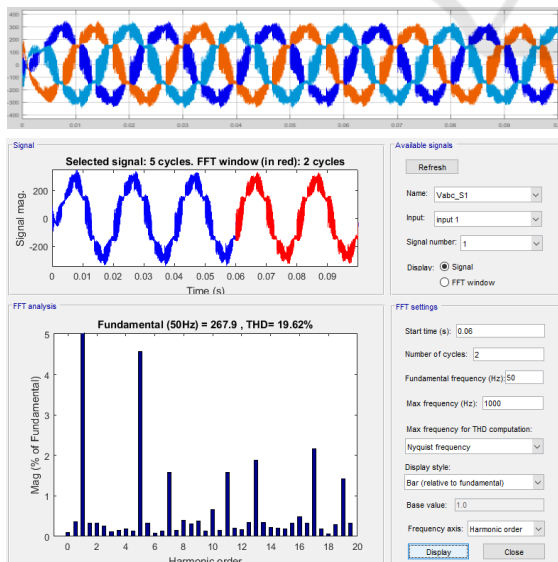 400
300
200
100
0
-100
-200
-300
-400
0 0.01 0.02 0.03 0.04 0.05 0.06 0.07 0.08 0.09
Signal
Selected signal: 5 cycles. FFT window (in red): 2 cycles
Signal mag.
200
0
-200
0 0.01 0.02 0.03 0.04 0.05 0.06 0.07 0.08 0.09
Time (s)
Available signals
Refresh
Name: Vabc_S1
Input: input 1
Signal number: 1
Display: Signal
FFT window
FFT analysis
Fundamental (50Hz) = 267.9 , THD= 19.62%
Mag (% of Fundamental)
5
4
3
2
1
0
0 2 4 6 8 10 12 14 16 18 20
Harmonic order
FFT settings
Start time (s): 0.06
Number of cycles: 2
Fundamental frequency (Hz): 50
Max frequency (Hz): 1000
Max frequency for THD computation:
Nyquist frequency
Display style:
Bar (relative to fundamental)
Base value: 1.0
Frequency axis: Harmonic order
Display Close